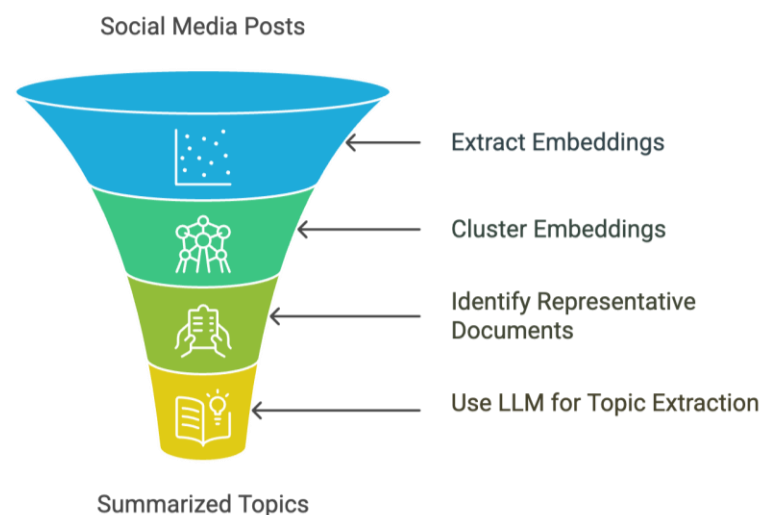 Social Media Posts
Extract Embeddings
Cluster Embeddings
Identify Representative
Documents
Use LLM for Topic Extraction
Summarized Topics